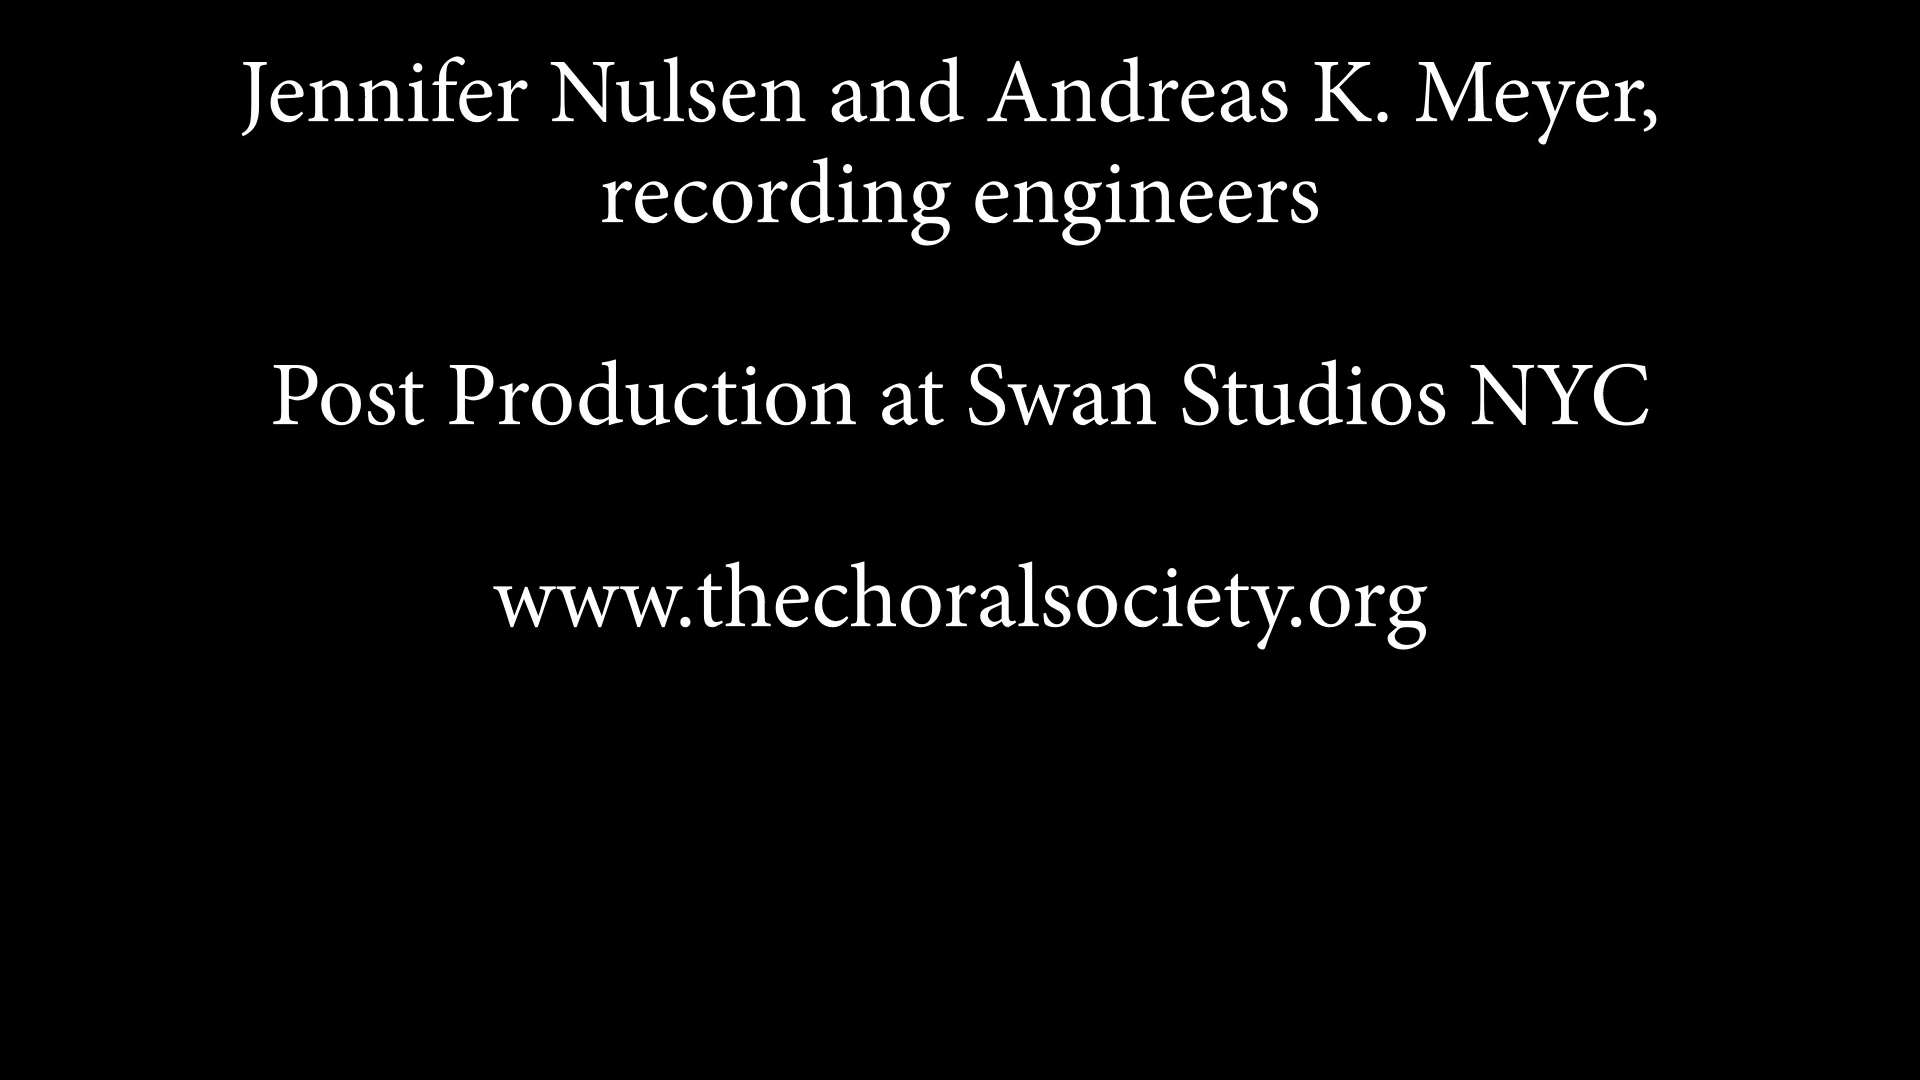 Jennifer Nulsen and Andreas K. Meyer,
recording engineers
Post Production at Swan Studios NYC
www.thechoralsociety.org